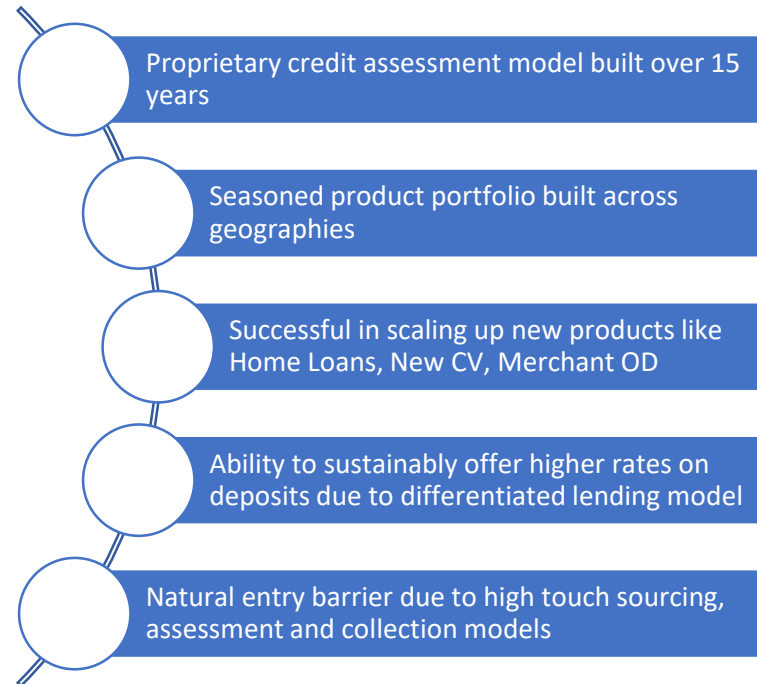 Proprietary credit assessment model built over 15
years
Seasoned product portfolio built across
geographies
Successful in scaling up new products like
Home Loans, New CV, Merchant OD
Ability to sustainably offer higher rates on
deposits due to differentiated lending model
Natural entry barrier due to high touch sourcing,
assessment and collection models